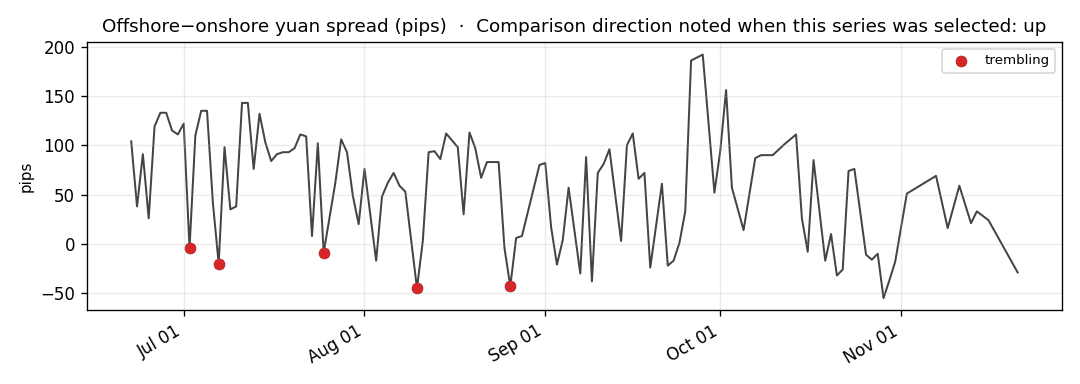 Offshore−onshore yuan spread (pips)  ·  Comparison direction noted when this series was selected: up
trembling
pips
200
150
100
50
0
−50
Jul 01
Aug 01
Sep 01
Oct 01
Nov 01